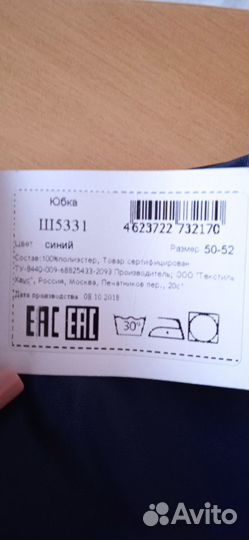 Юбка
Ш5331
4 623722 732170
Цвет синий Размер 50-52
Состав:100%полиэстер, Товар сертифицирован
ТУ-8440-009-68825433-2093 Производитель: ООО "Текстиль
Хаус", Россия, Москва, Печатников пер., 20с1
Дата производства 08.10.2018
EAC EAC 30°
Avito